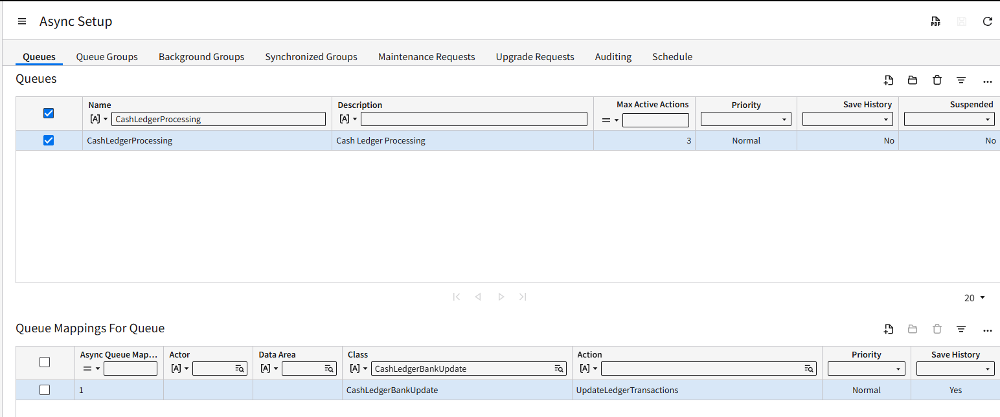 Async Setup
PDF
Queues Queue Groups Background Groups Synchronized Groups Maintenance Requests Upgrade Requests Auditing Schedule
Queues
Name Description Max Active Actions Priority Save History Suspended
[A] CashLedgerProcessing [A] =
CashLedgerProcessing Cash Ledger Processing 3 Normal No No
20
Queue Mappings For Queue
Async Queue Map... Actor Data Area Class Action Priority Save History
= [A] [A] [A] CashLedgerBankUpdate [A]
1 CashLedgerBankUpdate UpdateLedgerTransactions Normal Yes